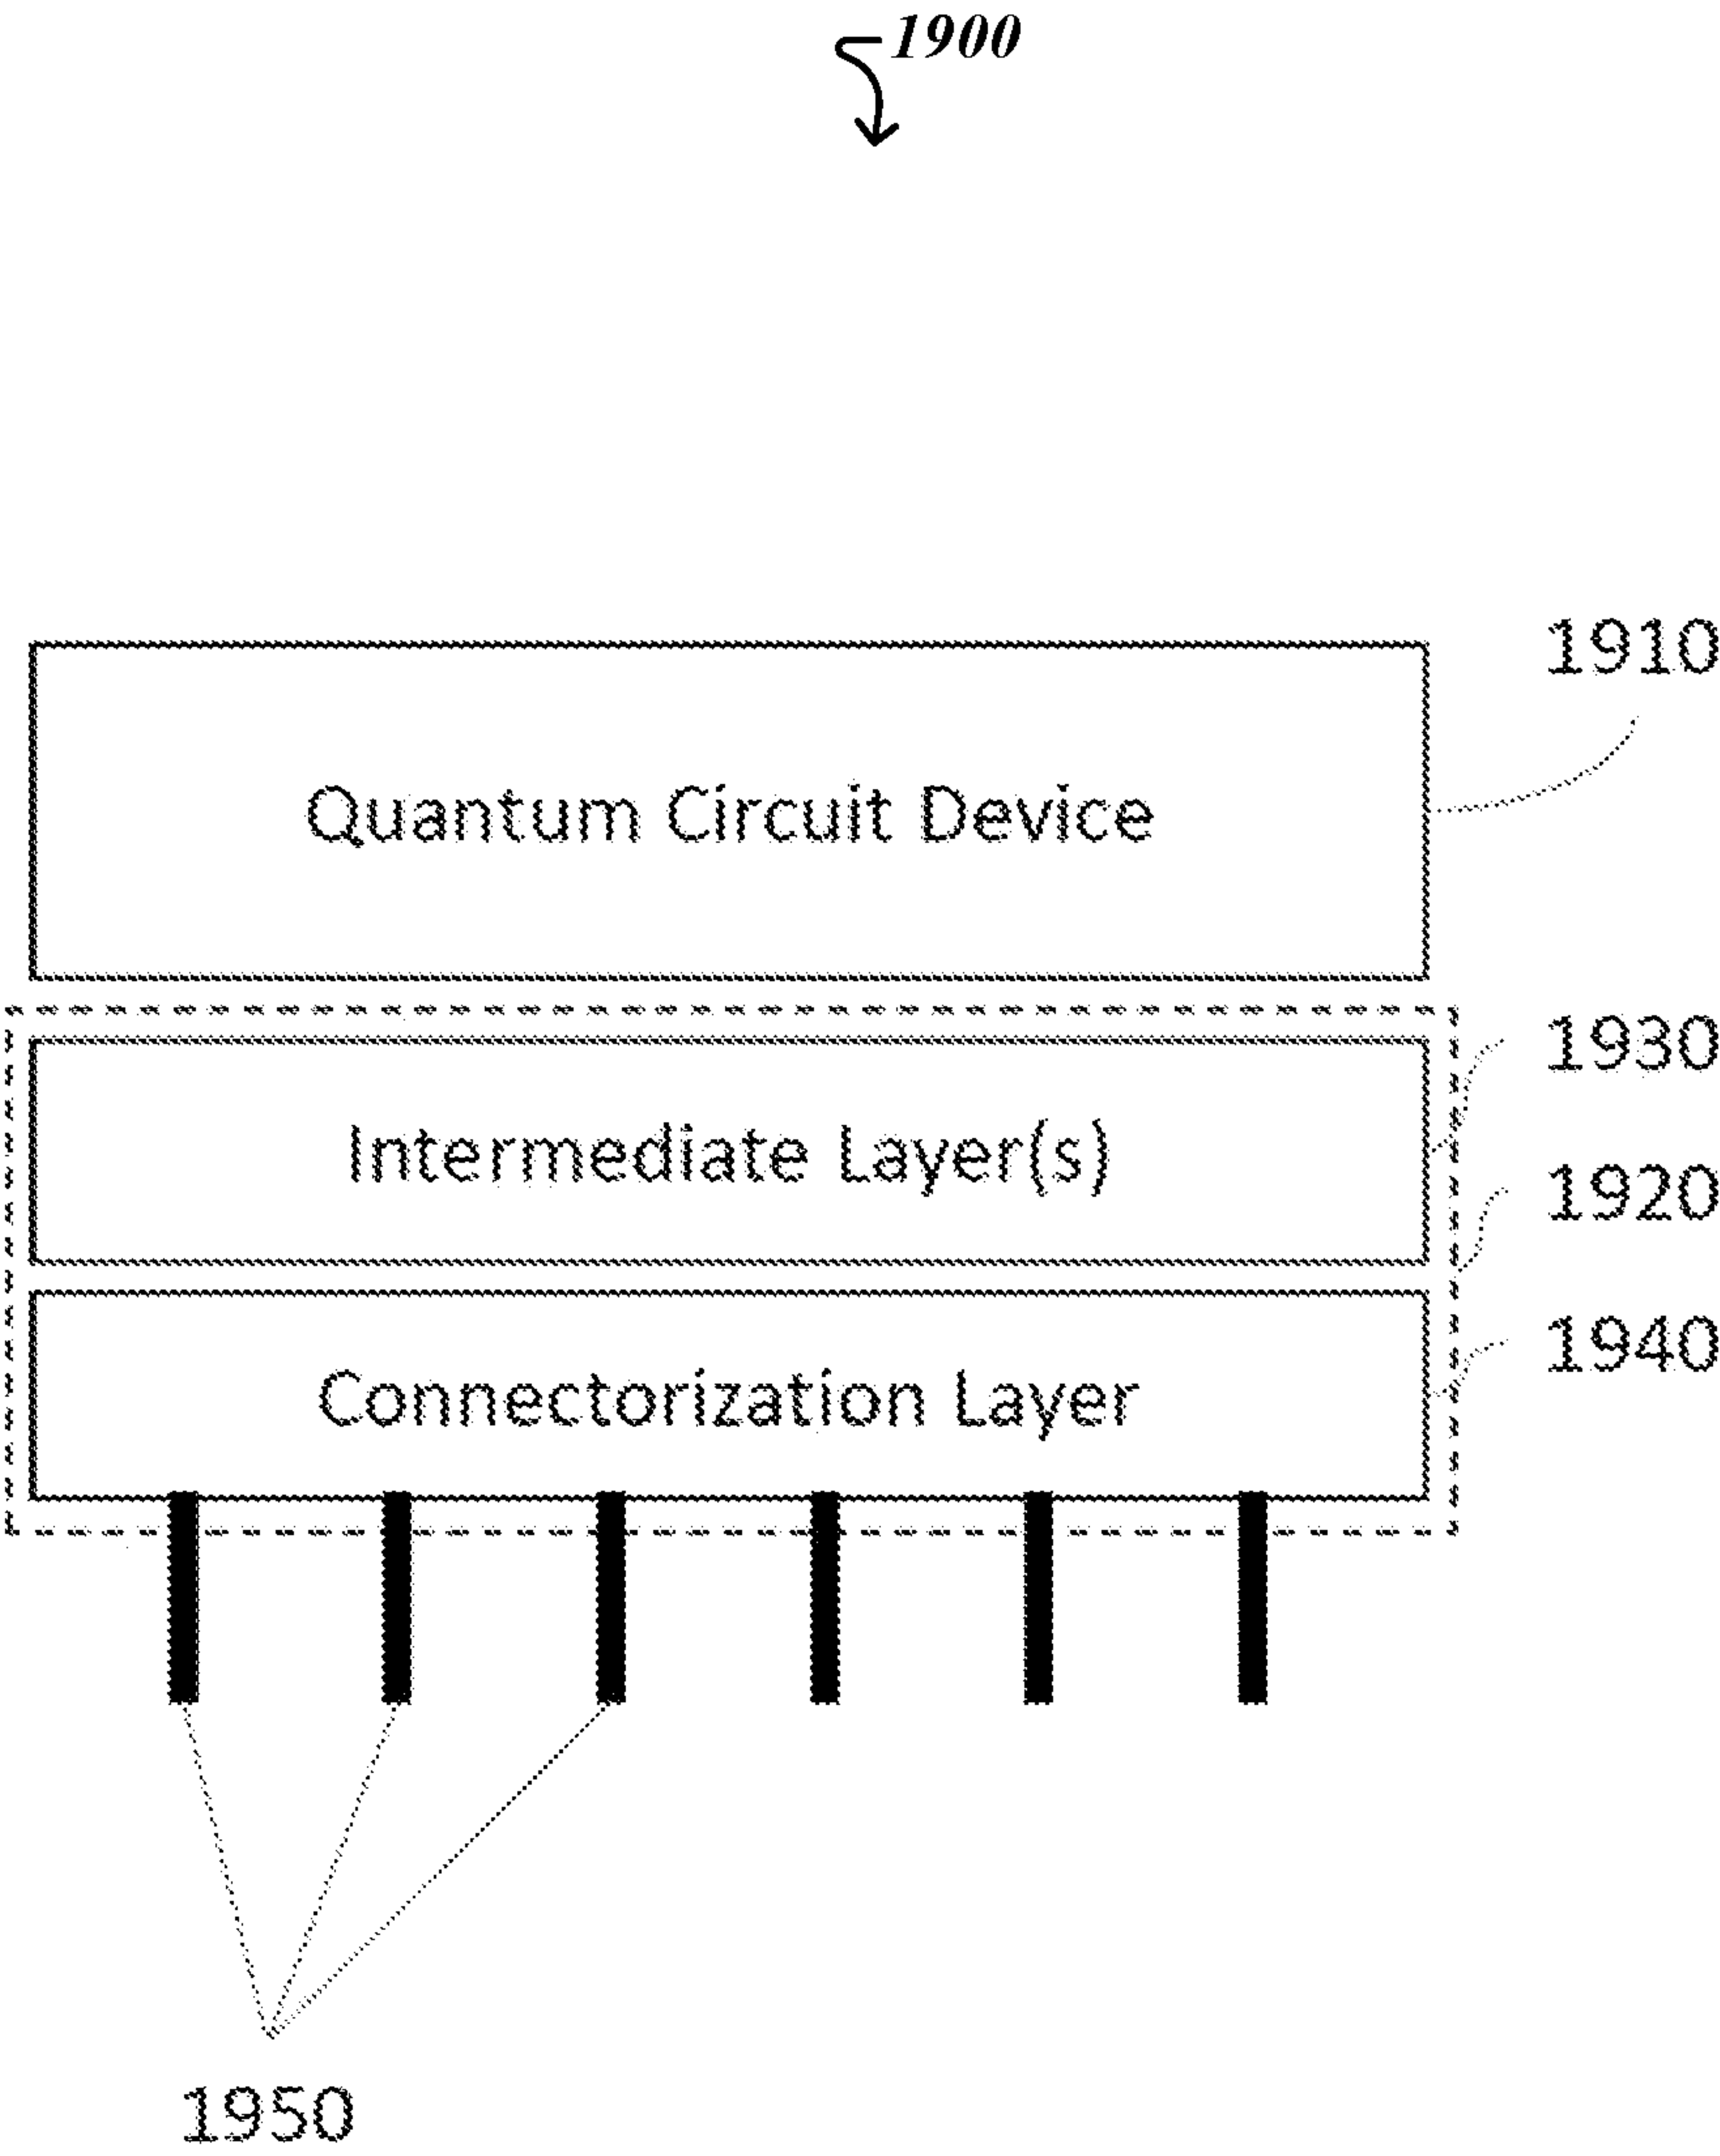 1900
1910
Quantum Circuit Device
1930
Intermediate Layer(s)
1920
1940
Connectorization Layer
1950